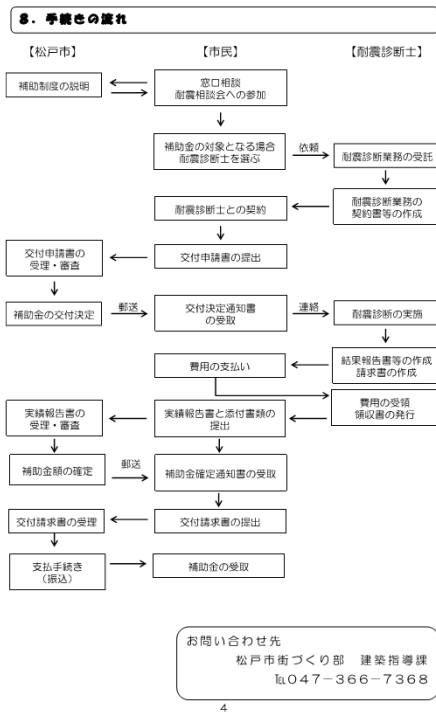 8．手続きの流れ
【松戸市】 【市民】 【耐震診断士】
補助制度の説明
窓口相談
耐震相談会への参加
補助金の対象となる場合
耐震診断士を選ぶ
依頼
耐震診断業務の受託
耐震診断士との契約
耐震診断業務の
契約書等の作成
交付申請書の
受理・審査
交付申請書の提出
補助金の交付決定
郵送
交付決定通知書
の受取
連絡
耐震診断の実施
費用の支払い
結果報告書等の作成
請求書の作成
費用の受領
領収書の発行
実績報告書の
受理・審査
実績報告書と添付書類の
提出
補助金額の確定
郵送
補助金確定通知書の受取
交付請求書の受理
交付請求書の提出
支払手続き
（振込）
補助金の受取
お問い合わせ先
松戸市街づくり部 建築指導課
℡０４７－３６６－７３６８
4